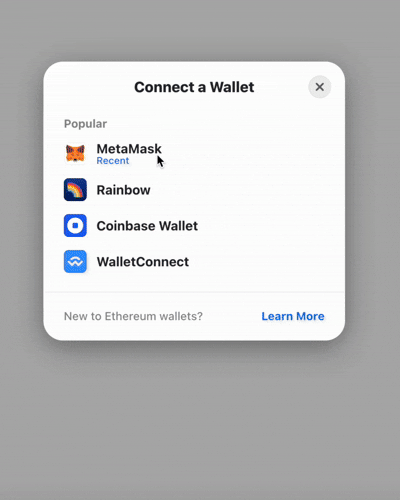 Connect a Wallet
Popular
MetaMask
Recent
Rainbow
Coinbase Wallet
WalletConnect
New to Ethereum wallets? Learn More